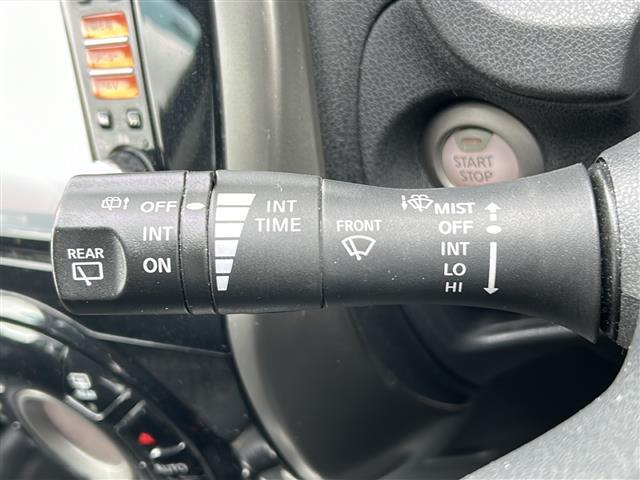 START
STOP
OFF
INT
ON
REAR
INT
TIME
FRONT
MIST
OFF
INT
LO
HI
AUTO